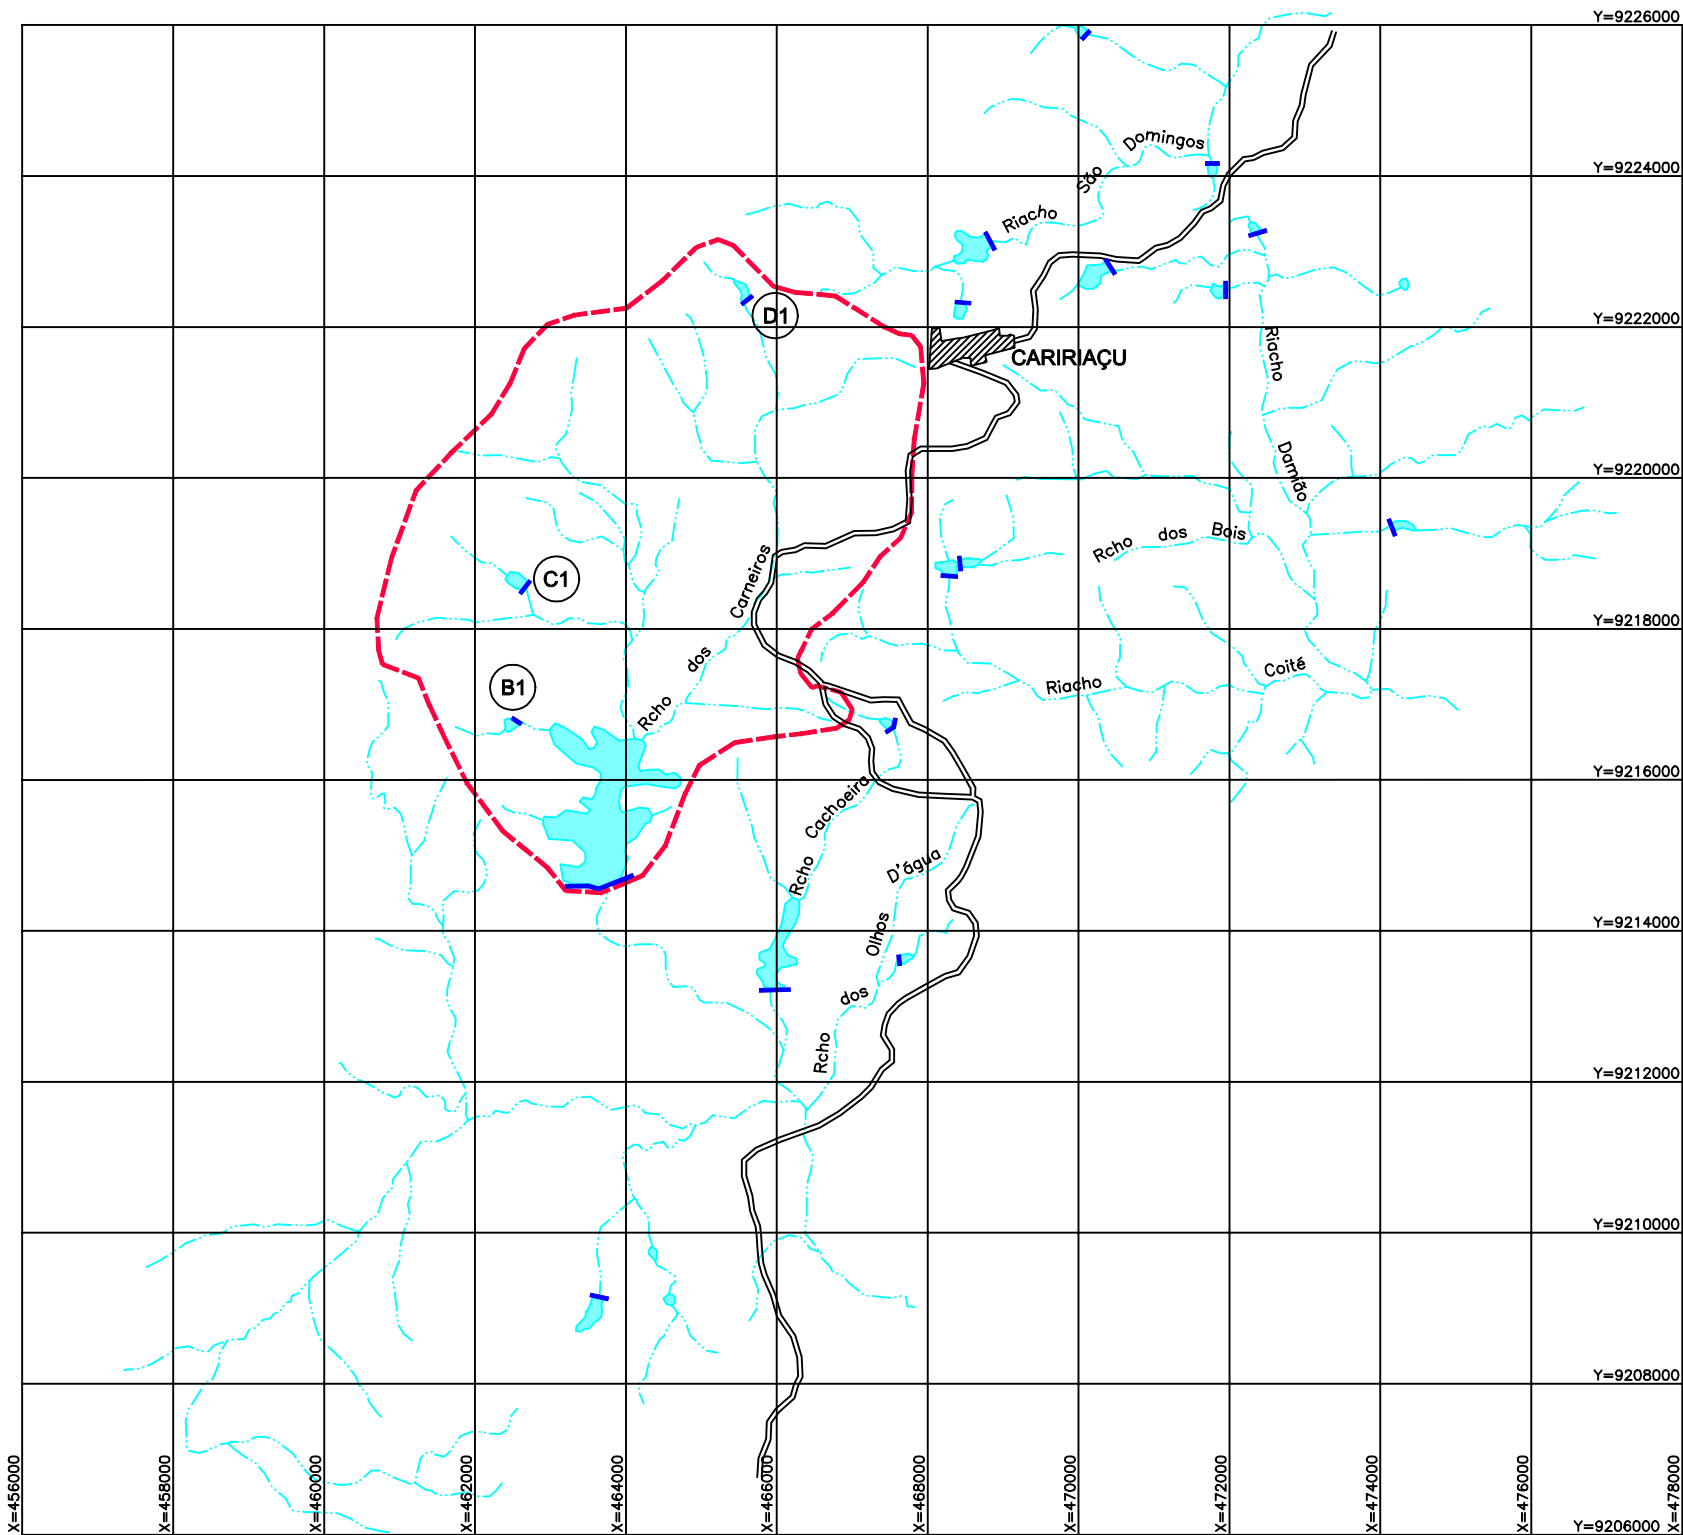 Y=9226000
Domingos
Y=9224000
São
Riacho
D1
Y=9222000
Riacho
CARIRIAÇU
Y=9220000
Damião
Rcho dos Bois
Carneiros
C1
Y=9218000
dos
Coité
Riacho
B1
Rcho
Y=9216000
Cachoeira
D'água
Rcho
Olhos
Y=9214000
dos
Rcho
Y=9212000
Y=9210000
Y=9208000
X=456000
X=458000
X=460000
X=462000
X=464000
X=466000
X=468000
X=470000
X=472000
X=474000
X=476000
X=478000
Y=9206000